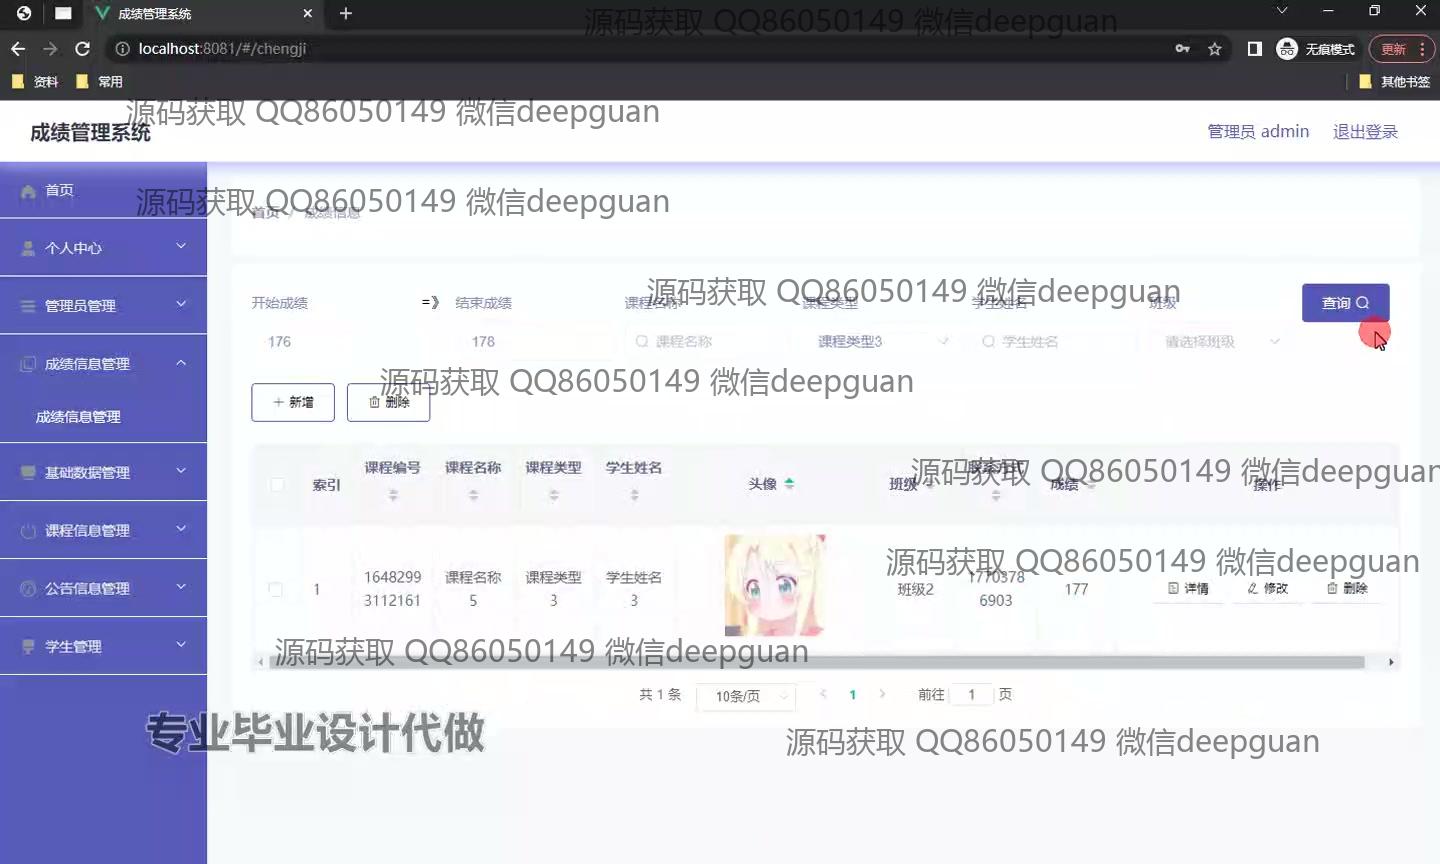 成绩管理系统
源码获取 QQ86050149 微信deepguan
localhost:8081/#/chengji
无痕模式
更新
资料
常用
其他书签
源码获取 QQ86050149 微信deepguan
成绩管理系统
管理员 admin
退出登录
首页
源码获取 QQ86050149 微信deepguan
首页 / 成绩信息
个人中心
管理员管理
成绩信息管理
成绩信息管理
基础数据管理
课程信息管理
公告信息管理
学生管理
源码获取 QQ86050149 微信deepguan
开始成绩
=》
结束成绩
课程名称
课程类型
学生姓名
班级
查询
176
178
课程名称
课程类型3
学生姓名
请选择班级
源码获取 QQ86050149 微信deepguan
+ 新增
删除
源码获取 QQ86050149 微信deepguan
索引
课程编号
课程名称
课程类型
学生姓名
头像
班级
联系方式
成绩
操作
源码获取 QQ86050149 微信deepguan
1
1648299
3112161
课程名称
5
课程类型
3
学生姓名
3
班级2
1770378
6903
177
详情
修改
删除
源码获取 QQ86050149 微信deepguan
共 1 条
10条/页
1
前往
1
页
专业毕业设计代做
源码获取 QQ86050149 微信deepguan